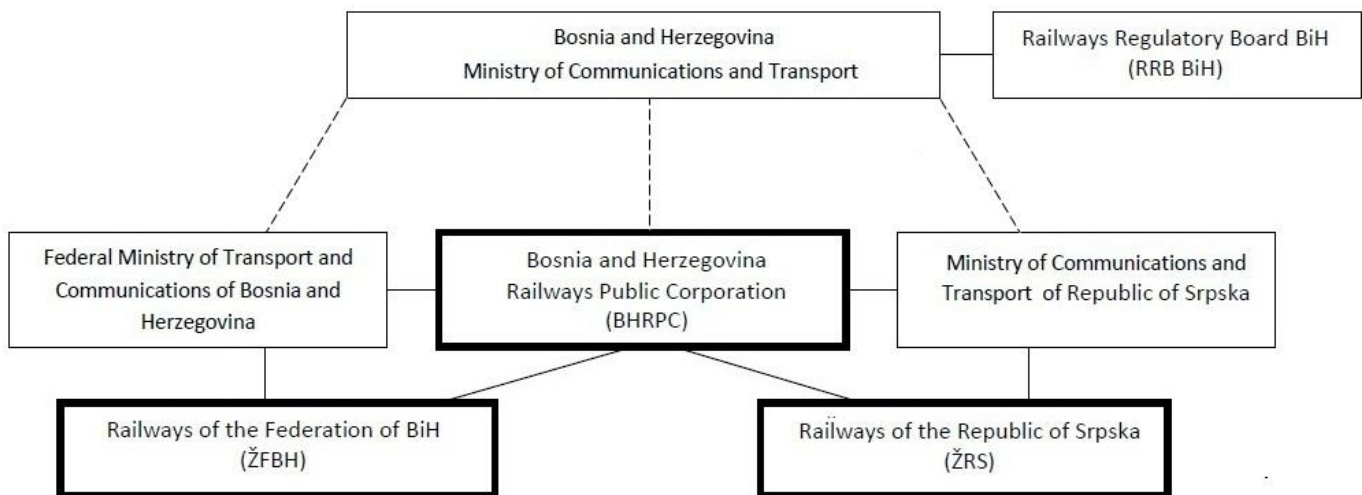 Bosnia and Herzegovina
Ministry of Communications and Transport
Railways Regulatory Board BiH
(RRB BiH)
Federal Ministry of Transport and
Communications of Bosnia and
Herzegovina
Bosnia and Herzegovina
Railways Public Corporation
(BHRPC)
Ministry of Communications and
Transport of Republic of Srpska
Railways of the Federation of BiH
(ŽFBH)
Railways of the Republic of Srpska
(ŽRS)